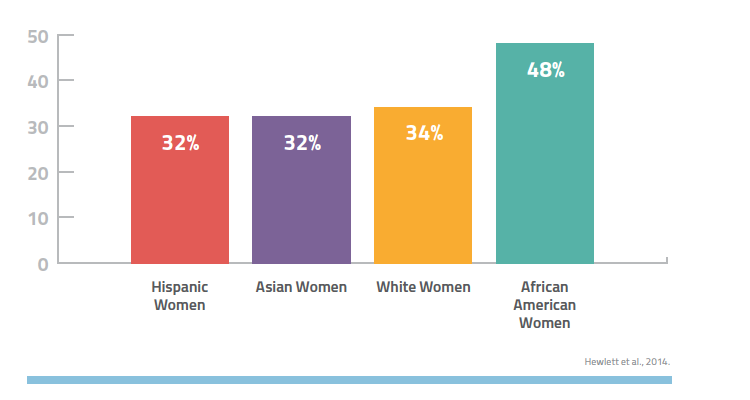 50
40
30
20
10
0
32%
32%
34%
48%
Hispanic
Women
Asian Women
White Women
African
American
Women
Hewlett et al., 2014.